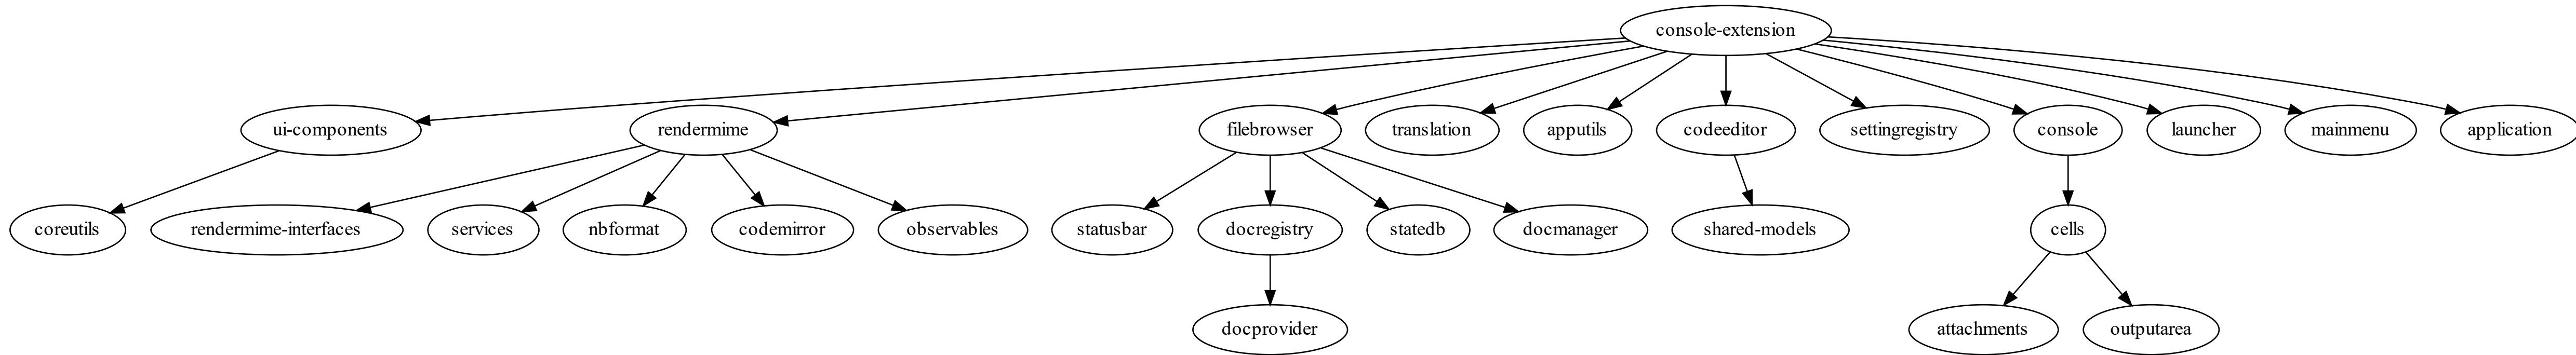 console-extension
ui-components
rendermime
filebrowser
translation
apputils
codeeditor
settingregistry
console
launcher
mainmenu
application
coreutils
rendermime-interfaces
services
nbformat
codemirror
observables
statusbar
docregistry
statedb
docmanager
shared-models
cells
docprovider
attachments
outputarea